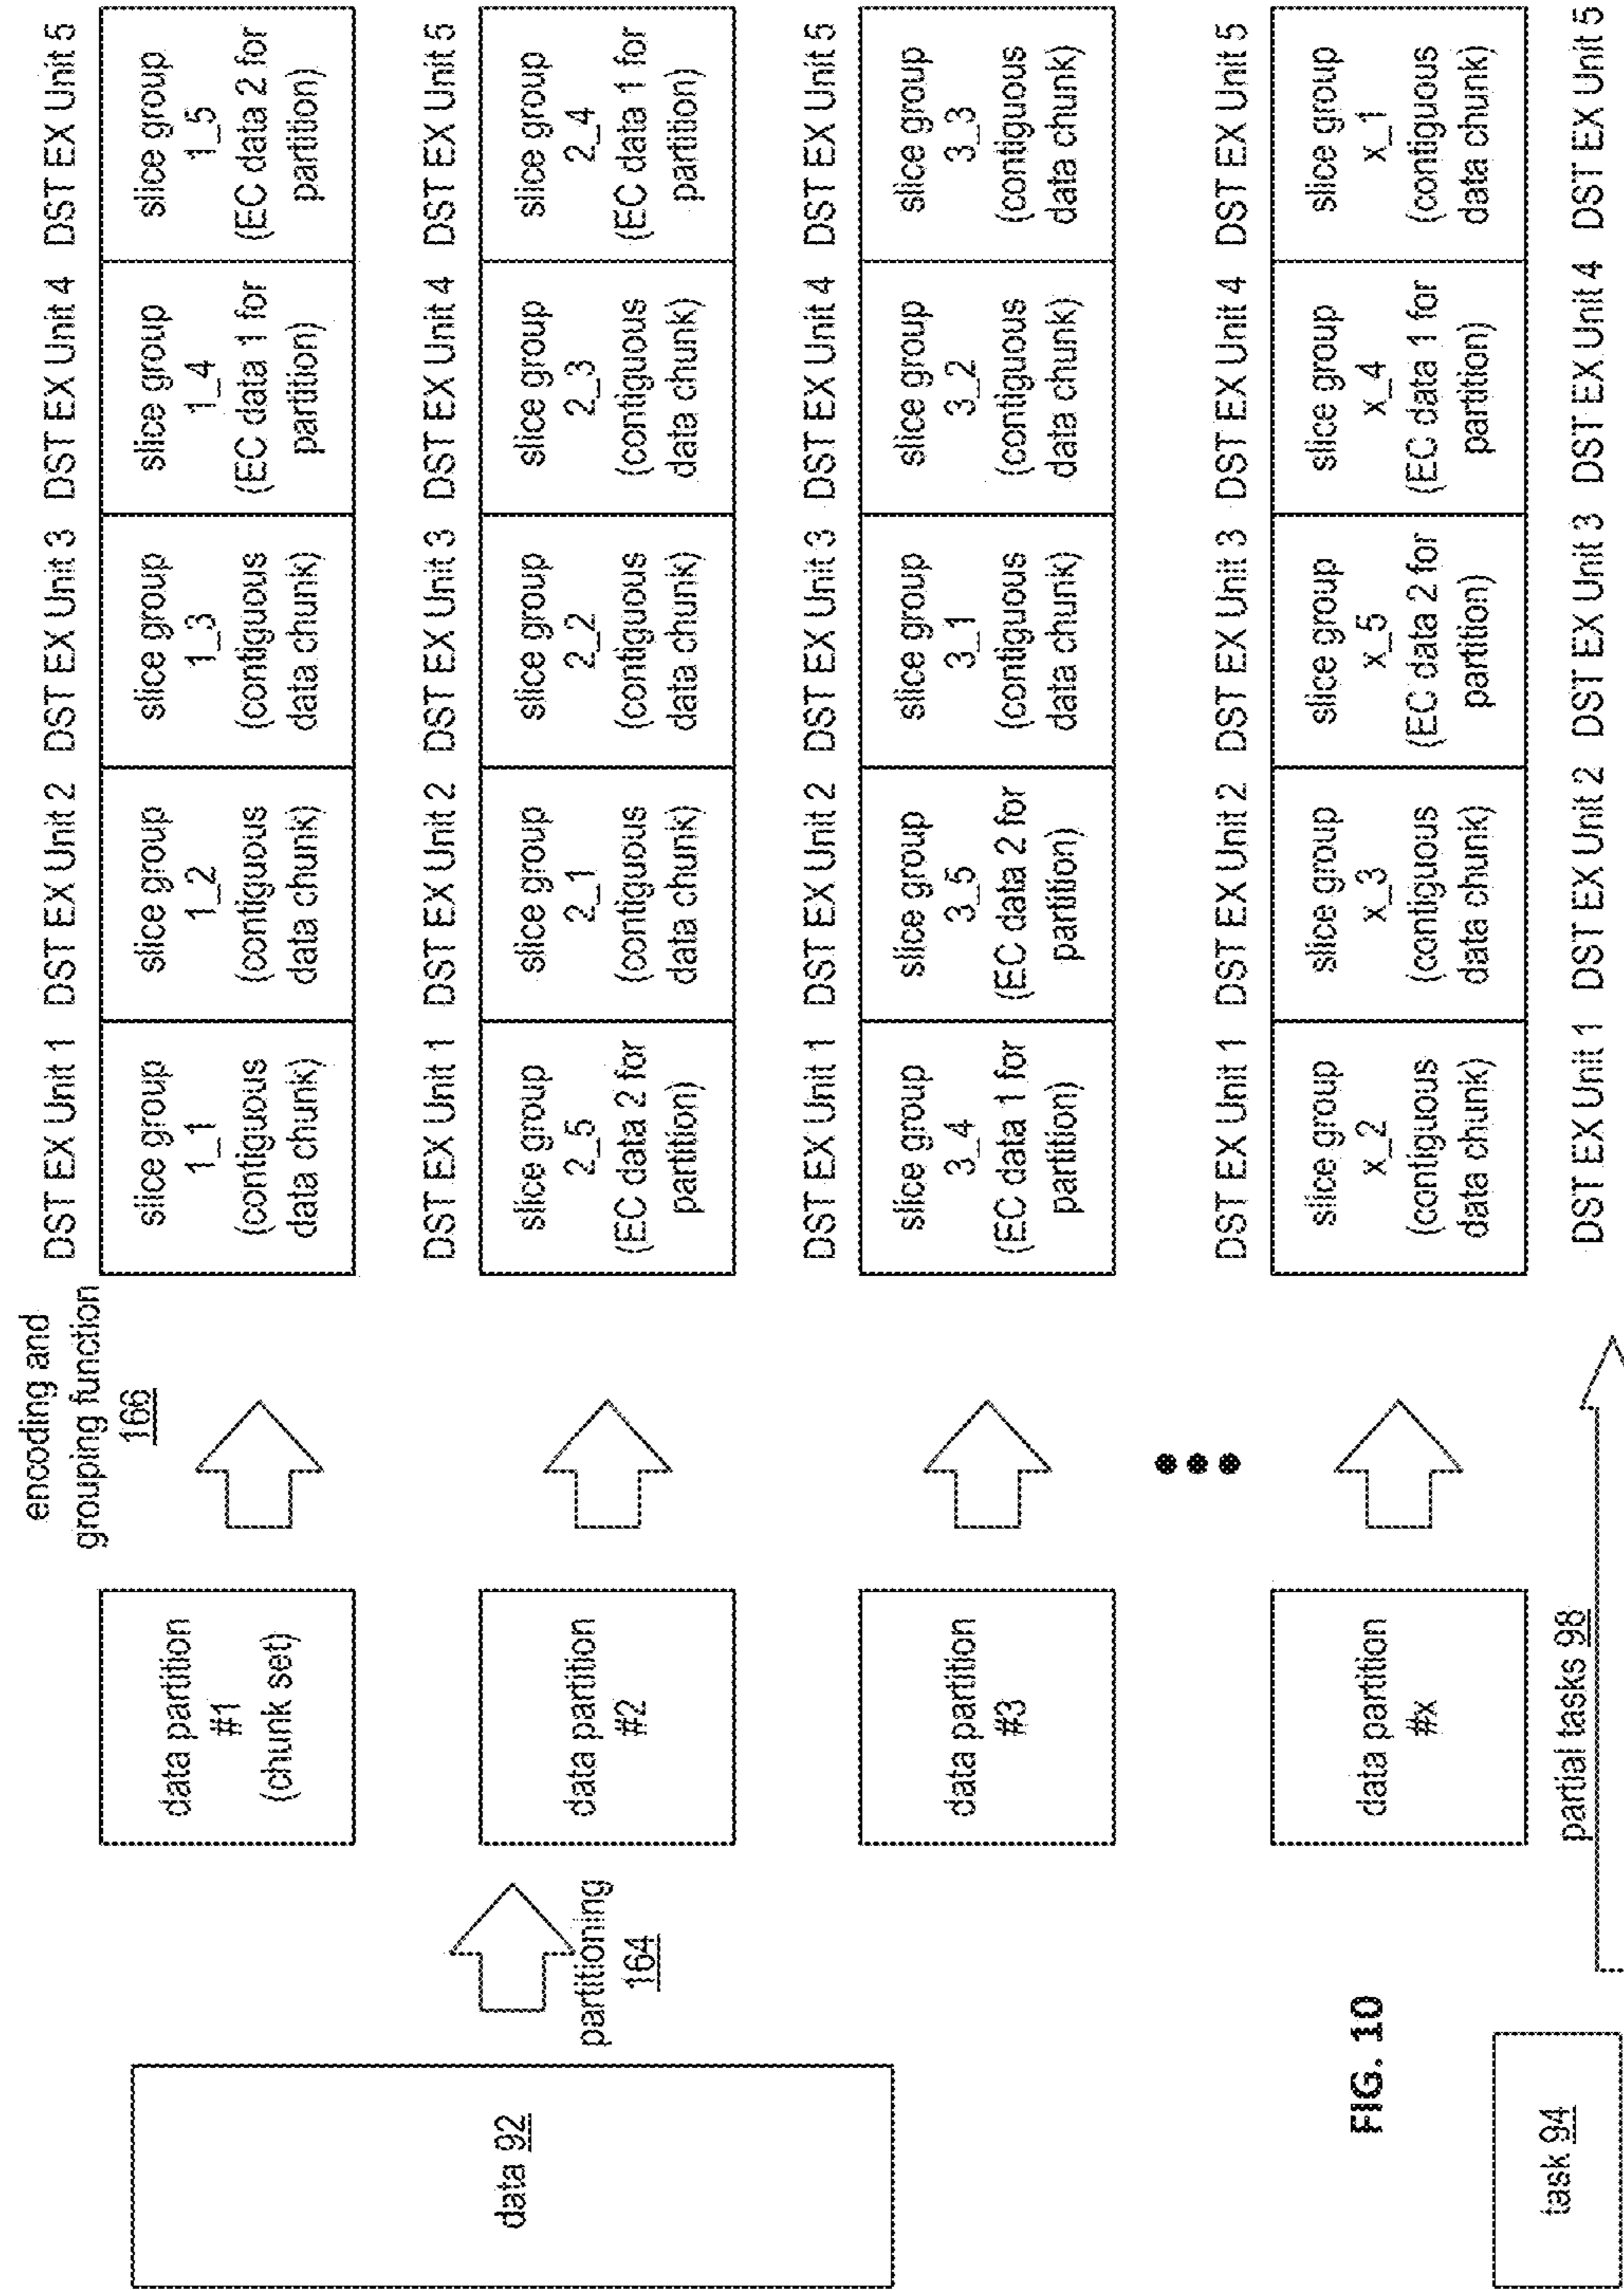 encoding and
grouping function
166
DST EX Unit 1 DST EX Unit 2 DST EX Unit 3 DST EX Unit 4 DST EX Unit 5
data partition
#1
(chunk set)
slice group
1_1
(contiguous
data chunk)
slice group
1_2
(contiguous
data chunk)
slice group
1_3
(contiguous
data chunk)
slice group
1_4
(EC data 1 for
partition)
slice group
1_5
(EC data 2 for
partition)
data 92
partitioning
164
DST EX Unit 1 DST EX Unit 2 DST EX Unit 3 DST EX Unit 4 DST EX Unit 5
data partition
#2
slice group
2_5
(EC data 2 for
partition)
slice group
2_1
(contiguous
data chunk)
slice group
2_2
(contiguous
data chunk)
slice group
2_3
(contiguous
data chunk)
slice group
2_4
(EC data 1 for
partition)
DST EX Unit 1 DST EX Unit 2 DST EX Unit 3 DST EX Unit 4 DST EX Unit 5
data partition
#3
slice group
3_4
(EC data 1 for
partition)
slice group
3_5
(EC data 2 for
partition)
slice group
3_1
(contiguous
data chunk)
slice group
3_2
(contiguous
data chunk)
slice group
3_3
(contiguous
data chunk)
DST EX Unit 1 DST EX Unit 2 DST EX Unit 3 DST EX Unit 4 DST EX Unit 5
data partition
#x
slice group
x_2
(contiguous
data chunk)
slice group
x_3
(contiguous
data chunk)
slice group
x_5
(EC data 2 for
partition)
slice group
x_4
(EC data 1 for
partition)
slice group
x_1
(contiguous
data chunk)
FIG. 10
task 94
partial tasks 98
DST EX Unit 1 DST EX Unit 2 DST EX Unit 3 DST EX Unit 4 DST EX Unit 5